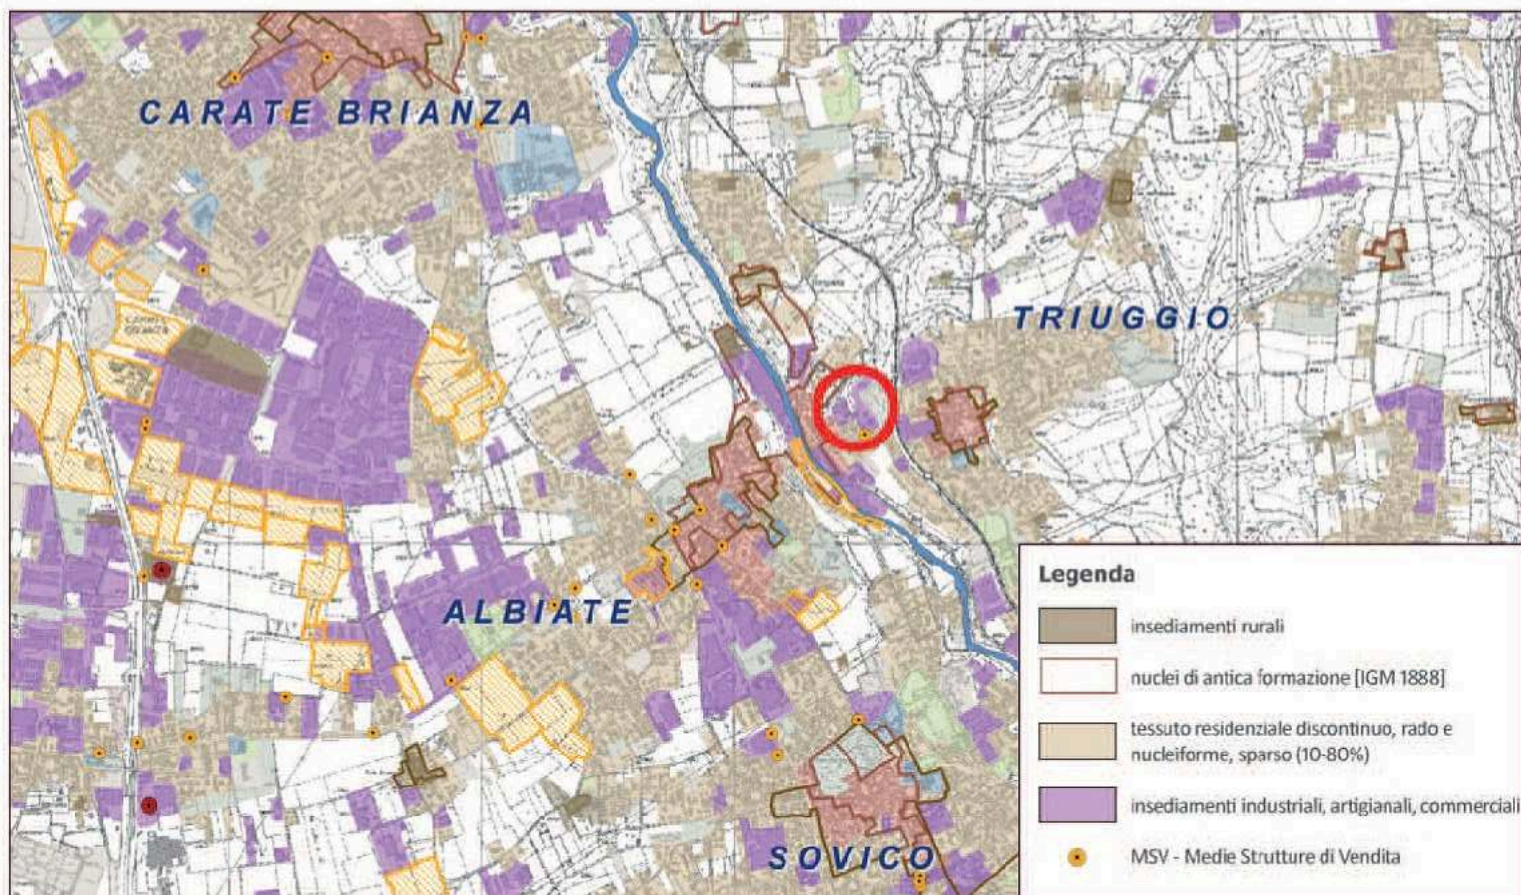 CARATE BRIANZA
TRIUGGIO
ALBIATE
SOVICO
Legenda
insediamenti rurali
nuclei di antica formazione [IGM 1888]
tessuto residenziale discontinuo, rado e
nucleiforme, sparso (10-80%)
insediamenti industriali, artigianali, commerciali
MSV - Medie Strutture di Vendita